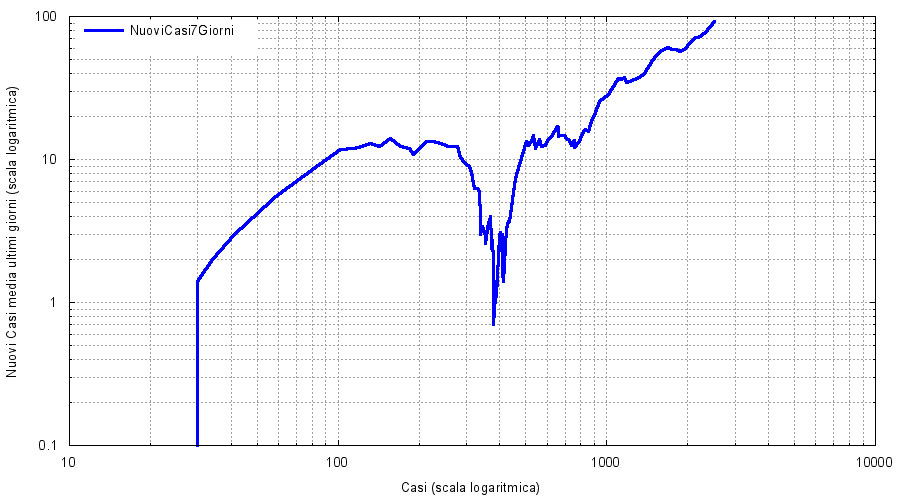 NuoviCasi7Giorni
100
10
1
0.1
Nuovi Casi media ultimi giorni (scala logaritmica)
10 100 1000 10000
Casi (scala logaritmica)